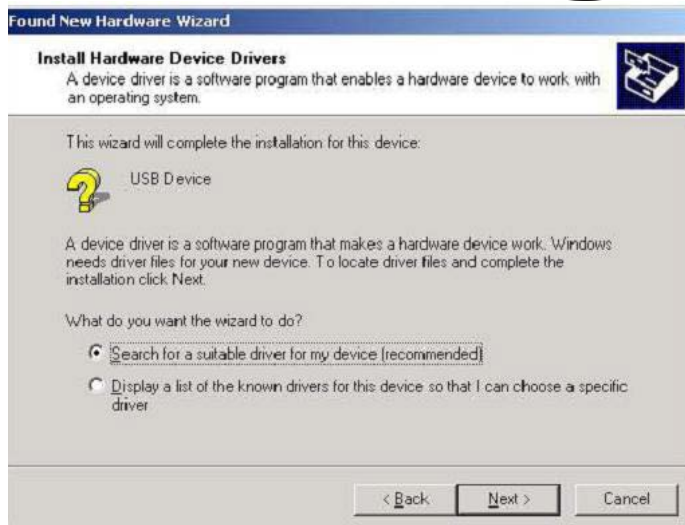 Found New Hardware Wizard
Install Hardware Device Drivers
A device driver is a software program that enables a hardware device to work with
an operating system.
This wizard will complete the installation for this device:
USB Device
A device driver is a software program that makes a hardware device work. Windows
needs driver files for your new device. To locate driver files and complete the
installation click Next.
What do you want the wizard to do?
Search for a suitable driver for my device (recommended)
Display a list of the known drivers for this device so that I can choose a specific
driver
< Back
Next >
Cancel